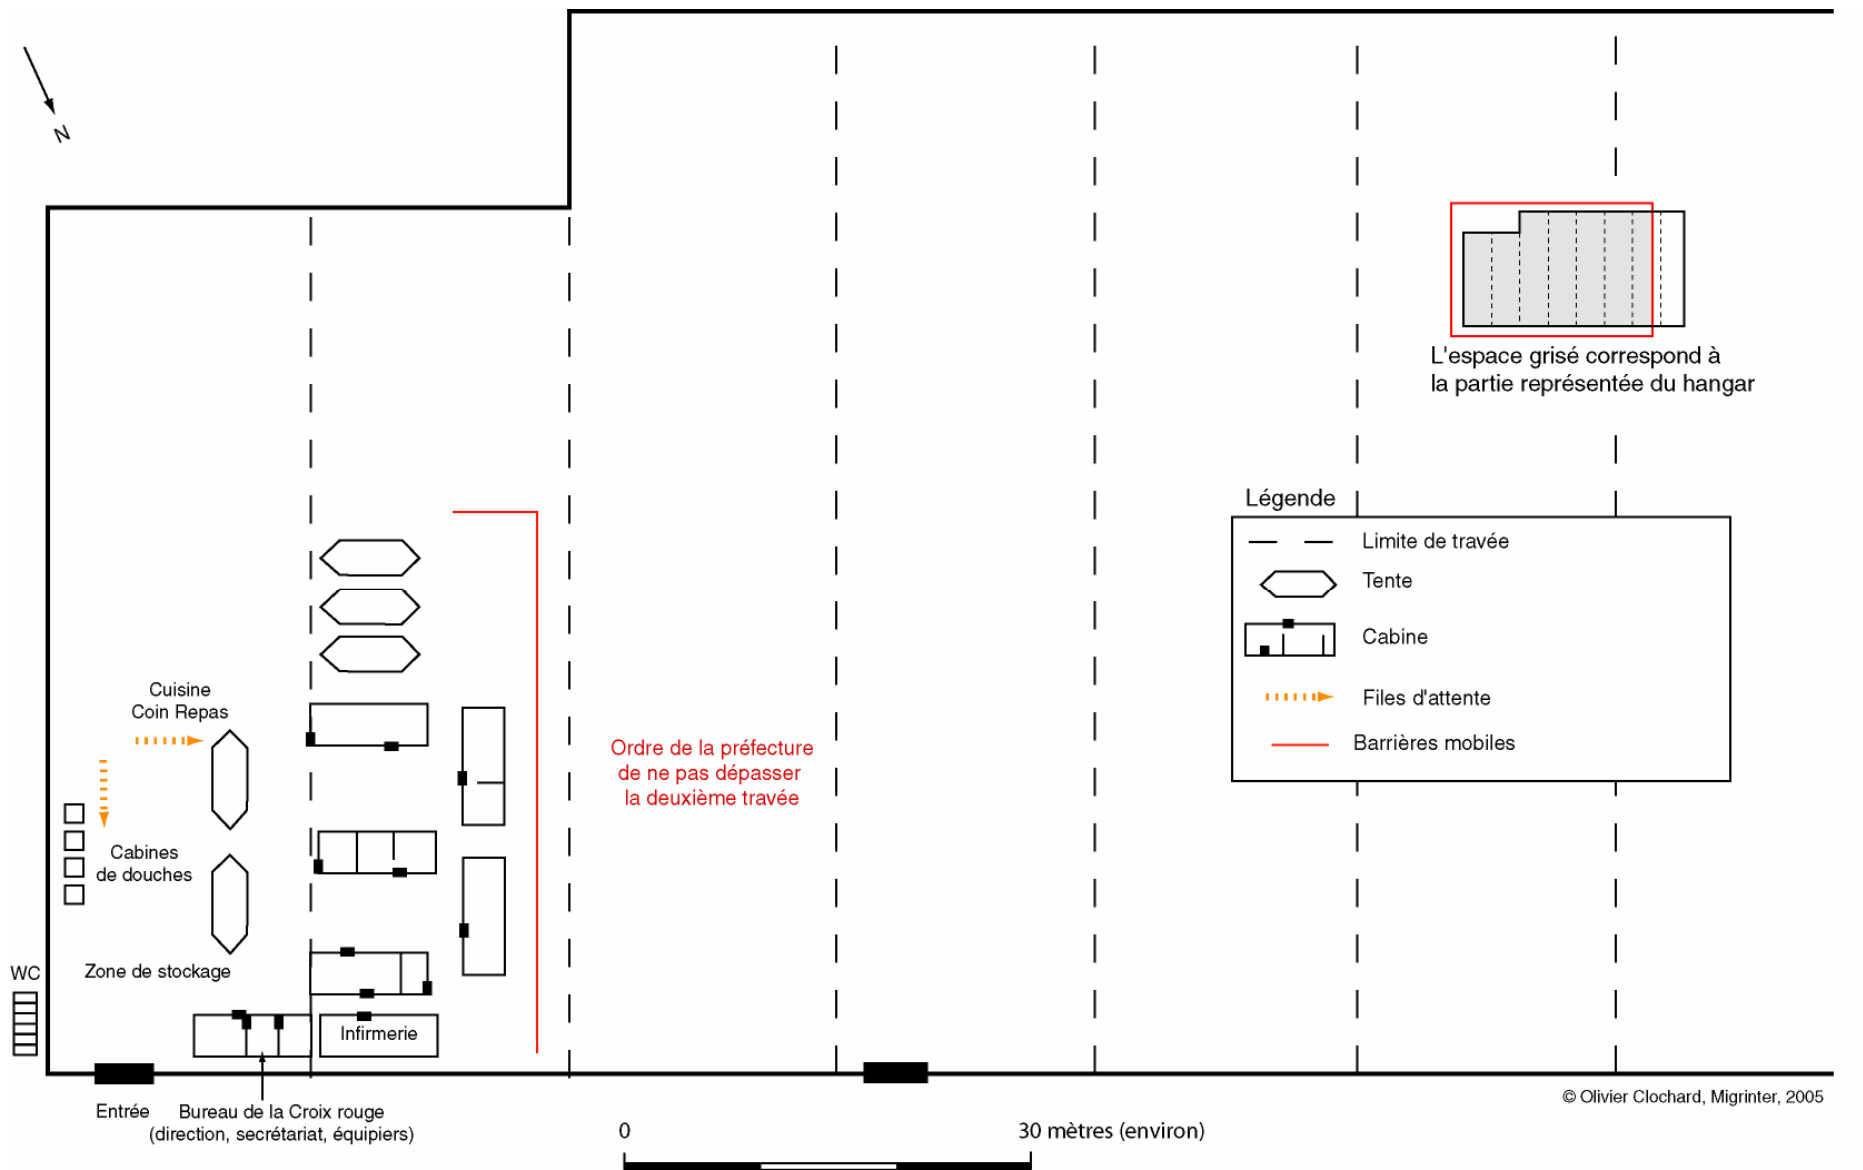 N
L'espace grisé correspond à
la partie représentée du hangar
Légende
Limite de travée
Tente
Cabine
Files d'attente
Barrières mobiles
Cuisine
Coin Repas
Ordre de la préfecture
de ne pas dépasser
la deuxième travée
Cabines
de douches
WC
Zone de stockage
Infirmerie
Entrée
Bureau de la Croix rouge
(direction, secrétariat, équipiers)
© Olivier Clochard, Migrinter, 2005
0
30 mètres (environ)